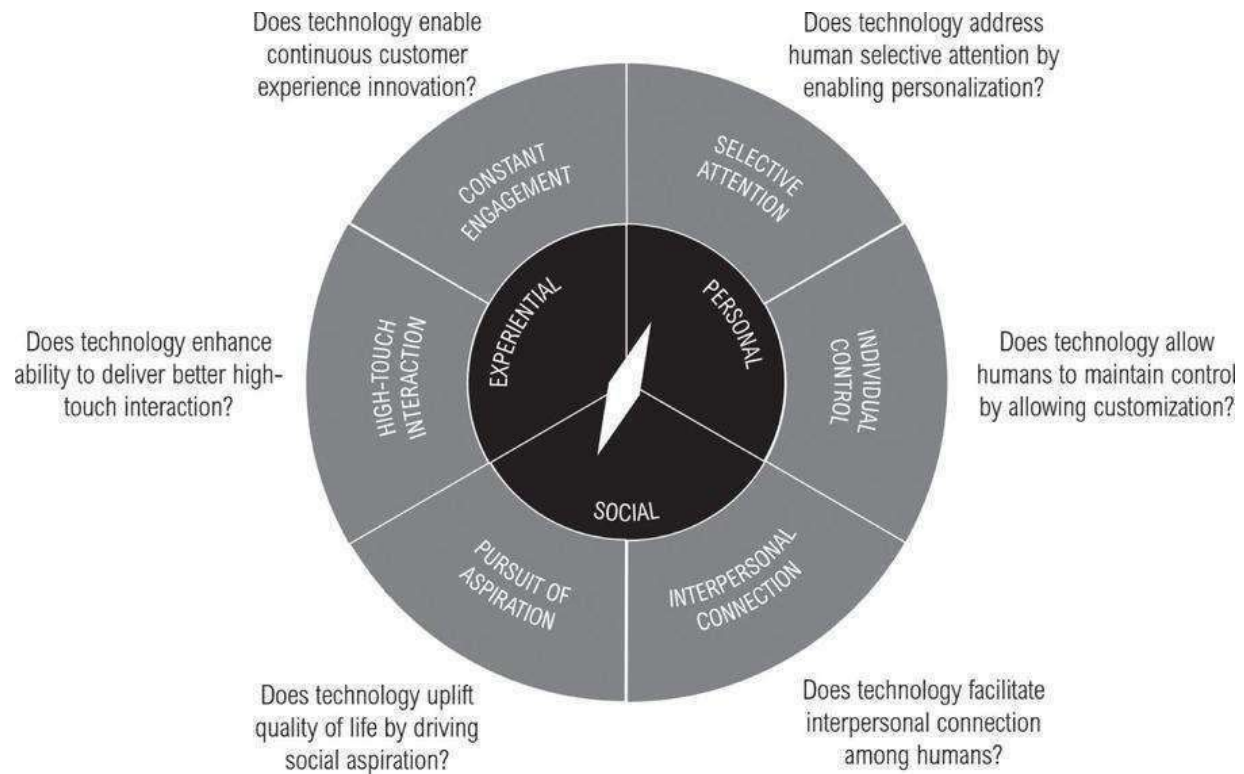 Does technology enable
continuous customer
experience innovation?
Does technology address
human selective attention by
enabling personalization?
CONSTANT
ENGAGEMENT
SELECTIVE
ATTENTION
EXPERIENTIAL
PERSONAL
Does technology enhance
ability to deliver better high-
touch interaction?
HIGH-TOUCH
INTERACTION
INDIVIDUAL
CONTROL
Does technology allow
humans to maintain control
by allowing customization?
SOCIAL
PURSUIT OF
ASPIRATION
INTERPERSONAL
CONNECTION
Does technology uplift
quality of life by driving
social aspiration?
Does technology facilitate
interpersonal connection
among humans?